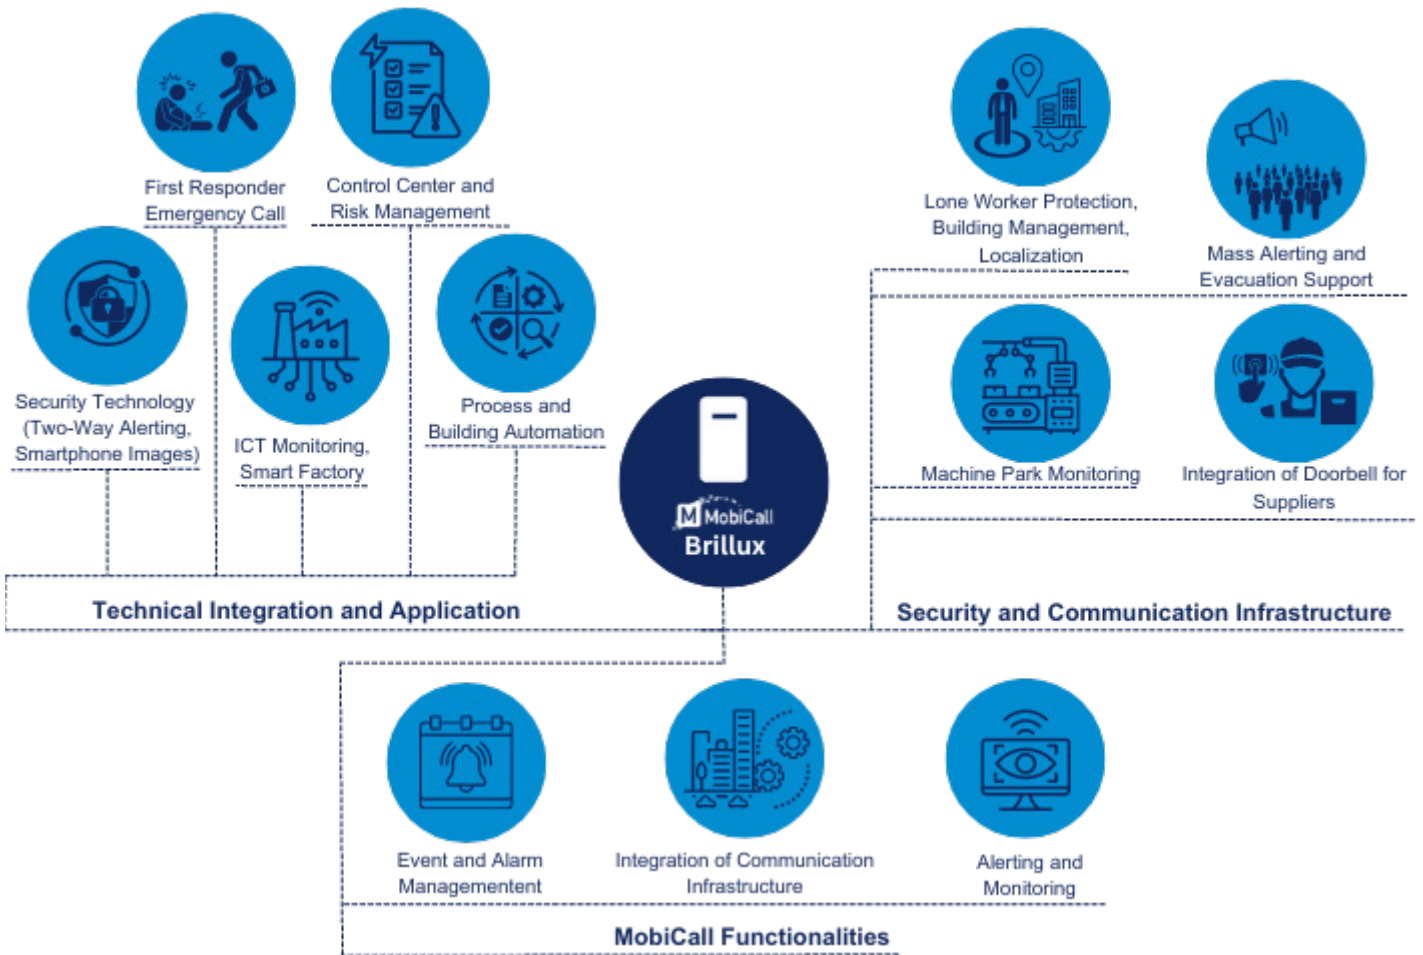 First Responder
Emergency Call
Control Center and
Risk Management
Security Technology
(Two-Way Alerting,
Smartphone Images)
ICT Monitoring,
Smart Factory
Process and
Building Automation
Technical Integration and Application
M MobiCall
Brillux
Lone Worker Protection,
Building Management,
Localization
Mass Alerting and
Evacuation Support
Machine Park Monitoring
Integration of Doorbell for
Suppliers
Security and Communication Infrastructure
Event and Alarm
Managementent
Integration of Communication
Infrastructure
Alerting and
Monitoring
MobiCall Functionalities